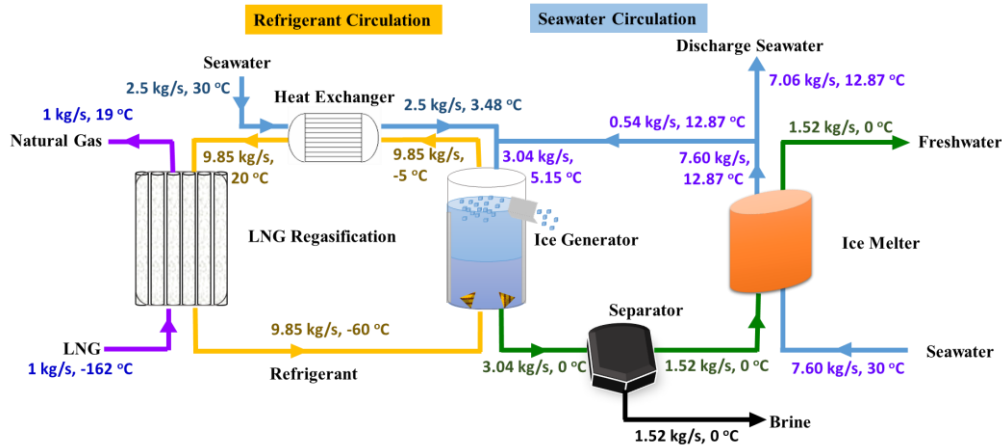 Refrigerant Circulation
Seawater Circulation
Discharge Seawater
Seawater
2.5 kg/s, 30 °C
Heat Exchanger
2.5 kg/s, 3.48 °C
7.06 kg/s, 12.87 °C
1 kg/s, 19 °C
0.54 kg/s, 12.87 °C
1.52 kg/s, 0 °C
Natural Gas
Freshwater
9.85 kg/s,
20 °C
9.85 kg/s,
-5 °C
3.04 kg/s,
5.15 °C
7.60 kg/s,
12.87 °C
LNG Regasification
Ice Generator
Ice Melter
Separator
9.85 kg/s, -60 °C
LNG
1 kg/s, -162 °C
Refrigerant
3.04 kg/s, 0 °C
1.52 kg/s, 0 °C
Seawater
7.60 kg/s, 30 °C
Brine
1.52 kg/s, 0 °C